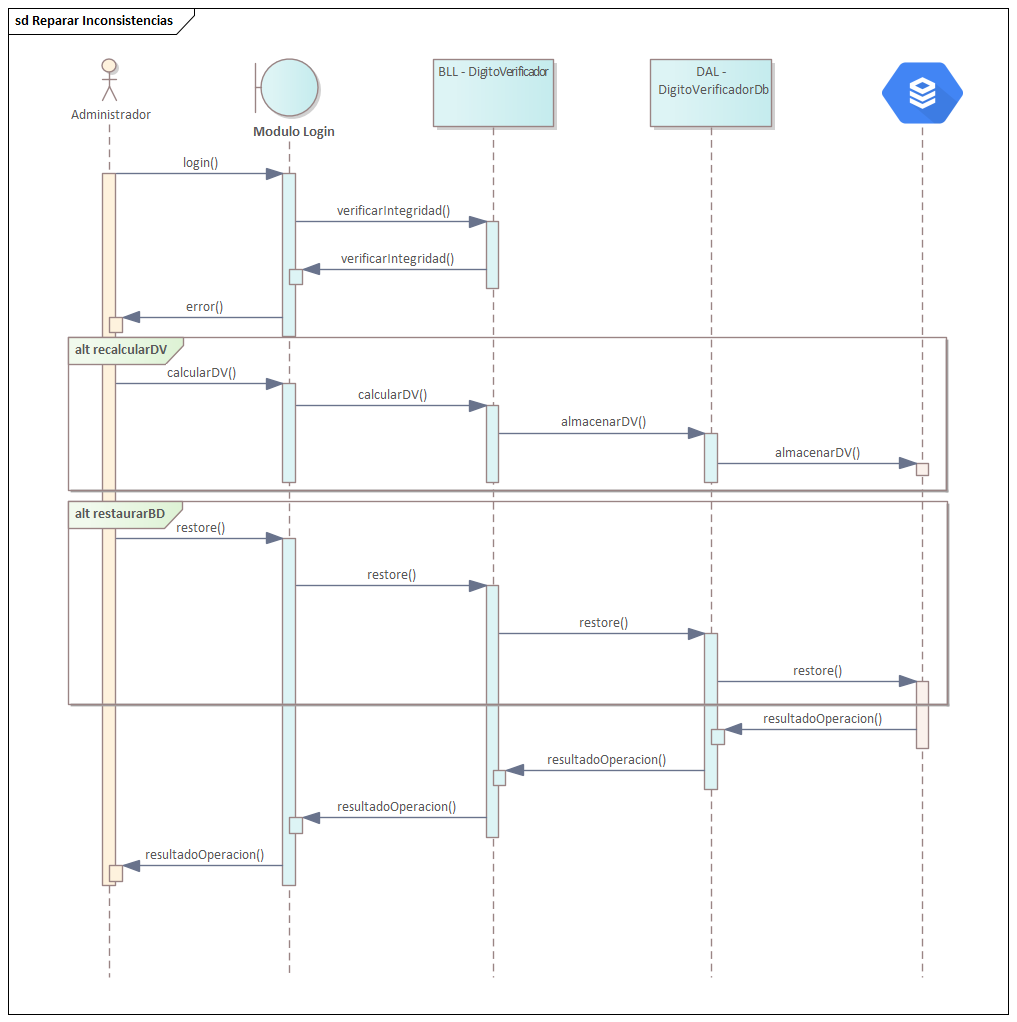 sd Reparar Inconsistencias
Administrador
Modulo Login
BLL - DigitoVerificador
DAL -
DigitoVerificadorDb
login()
verificarIntegridad()
verificarIntegridad()
error()
alt recalcularDV
calcularDV()
calcularDV()
almacenarDV()
almacenarDV()
alt restaurarBD
restore()
restore()
restore()
restore()
resultadoOperacion()
resultadoOperacion()
resultadoOperacion()
resultadoOperacion()